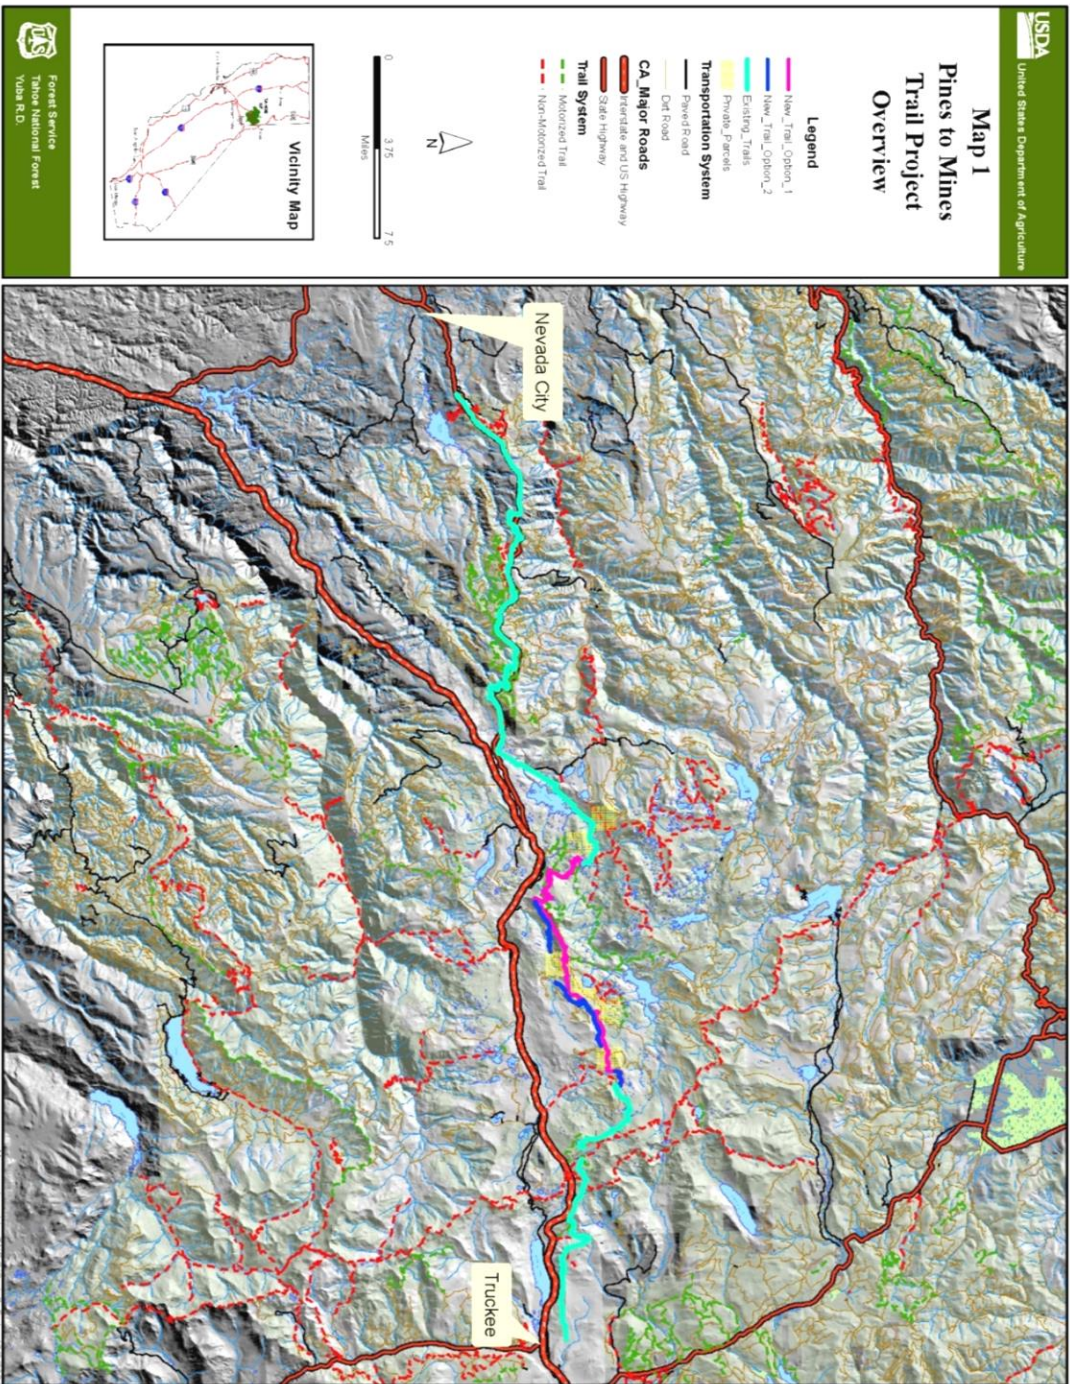 USDA
United States Department of Agriculture
Map 1
Pines to Mines
Trail Project
Overview
Legend
New_Trail_Option_1
New_Trail_Option_2
Existing_Trails
Private_Parcels
Transportation System
Paved Road
Dirt Road
CA_Major Roads
Interstate and US Highway
State Highway
Trail System
Motorized Trail
Non-Motorized Trail
N
0
3.75
7.5
Miles
Vicinity Map
UAS
Forest Service
Tahoe National Forest
Yuba R.D.
Nevada City
Truckee